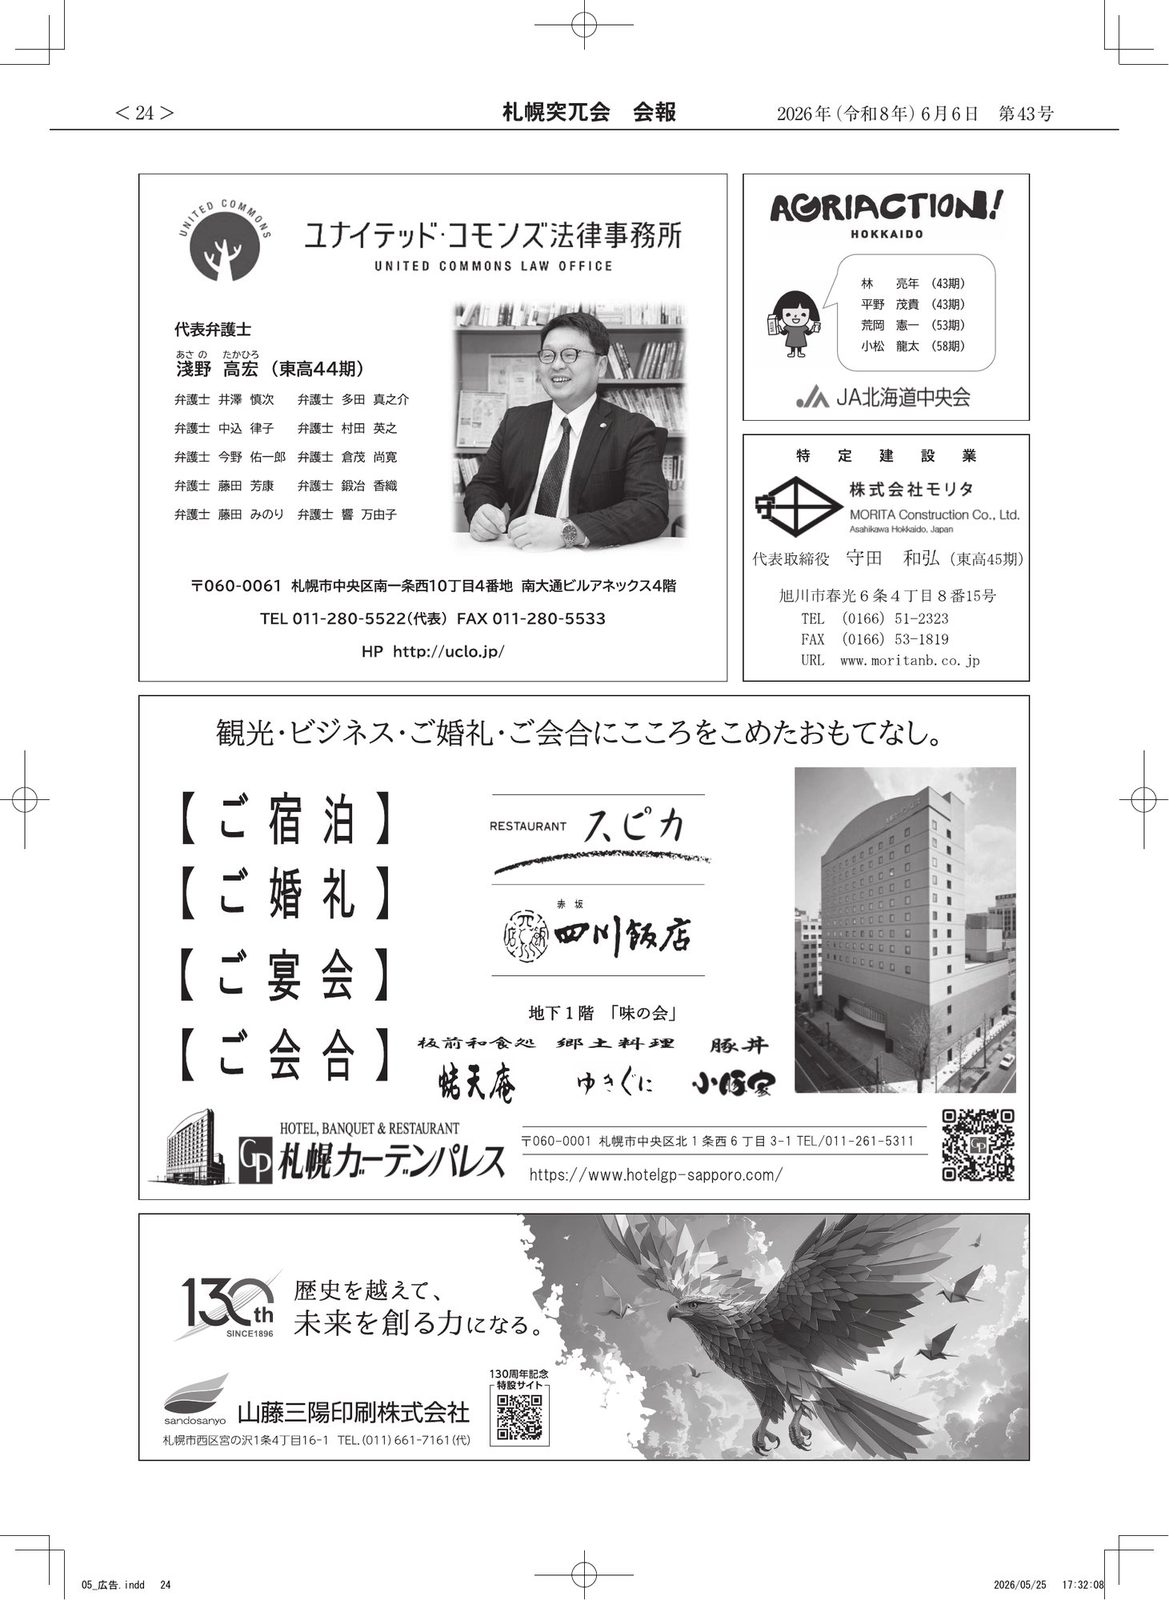 < 24 >
札幌突兀会 会報
2026年(令和8年)6月6日 第43号
UNITED COMMONS
ユナイテッド・コモンズ法律事務所
UNITED COMMONS LAW OFFICE
代表弁護士
あさの たかひろ
淺野 高宏 (東高44期)
弁護士 井澤 慎次 弁護士 多田 真之介
弁護士 中込 律子 弁護士 村田 英之
弁護士 今野 佑一郎 弁護士 倉茂 尚寛
弁護士 藤田 芳康 弁護士 鍛冶 香織
弁護士 藤田 みのり 弁護士 響 万由子
〒060-0061 札幌市中央区南一条西10丁目4番地 南大通ビルアネックス4階
TEL 011-280-5522(代表) FAX 011-280-5533
HP http://uclo.jp/
AGRIACTION!
HOKKAIDO
林 亮年 (43期)
平野 茂貴 (43期)
荒岡 憲一 (53期)
小松 龍太 (58期)
JA北海道中央会
特定建設業
守
株式会社モリタ
MORITA Construction Co., Ltd.
Asahikawa Hokkaido, Japan
代表取締役 守田 和弘 (東高45期)
旭川市春光6条4丁目8番15号
TEL (0166) 51-2323
FAX (0166) 53-1819
URL www.moritanb.co.jp
観光・ビジネス・ご婚礼・ご会合にこころをこめたおもてなし。
【ご宿泊】
【ご婚礼】
【ご宴会】
【ご会合】
RESTAURANT スピカ
赤坂
四川飯店
地下1階 「味の会」
板前和食処 郷土料理 豚丼
ゆきぐに 小豚家
HOTEL, BANQUET & RESTAURANT
GP 札幌ガーデンパレス
〒060-0001 札幌市中央区北1条西6丁目3-1 TEL/011-261-5311
https://www.hotelgp-sapporo.com/
GP
130th
SINCE1896
歴史を越えて、
未来を創る力になる。
sandosanyo
山藤三陽印刷株式会社
札幌市西区宮の沢1条4丁目16-1 TEL.(011)661-7161(代)
130周年記念
特設サイト
05_広告.indd 24
2026/05/25 17:32:08